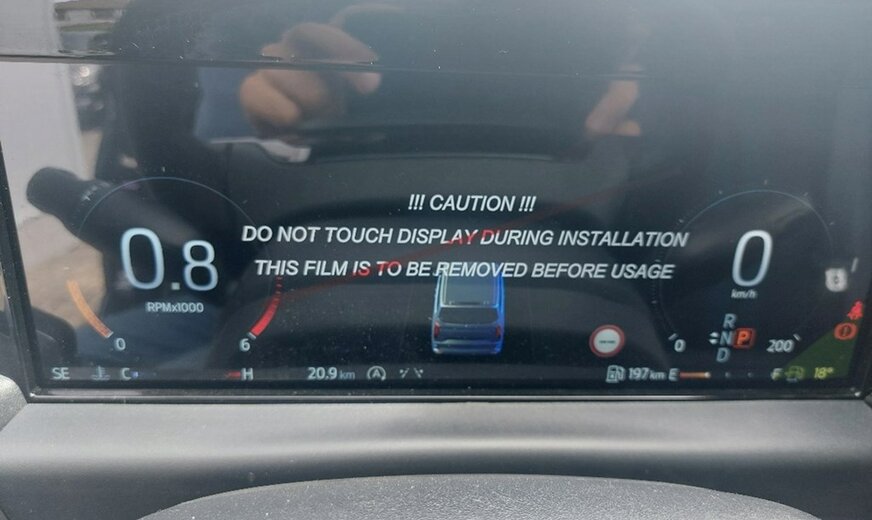 !!! CAUTION !!!
DO NOT TOUCH DISPLAY DURING INSTALLATION
THIS FILM IS TO BE REMOVED BEFORE USAGE
0.8
RPMx1000
0
6
0
km/h
R
N
D
P
0
200
SE
C
H
20.9 km
A
197 km
E
F
18°